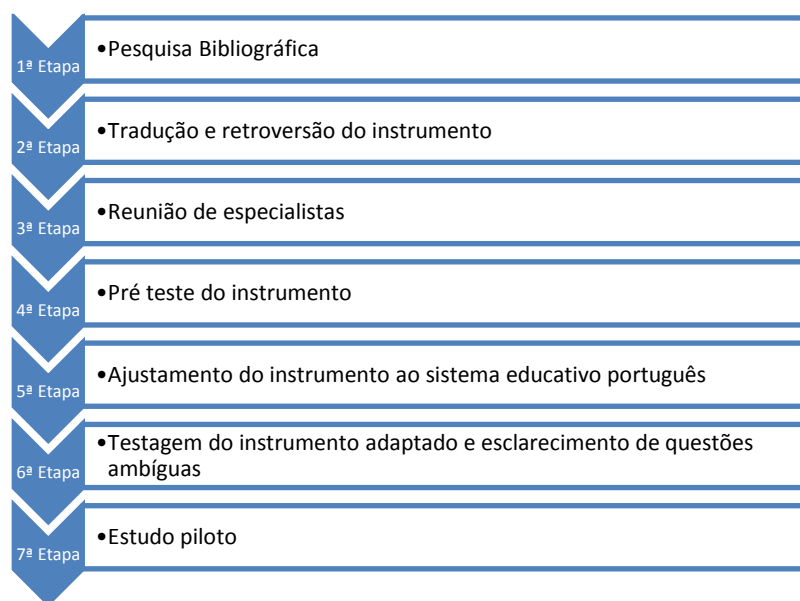 1ª Etapa
•Pesquisa Bibliográfica
2ª Etapa
•Tradução e retroversão do instrumento
3ª Etapa
•Reunião de especialistas
4ª Etapa
•Pré teste do instrumento
5ª Etapa
•Ajustamento do instrumento ao sistema educativo português
6ª Etapa
•Testagem do instrumento adaptado e esclarecimento de questões
ambíguas
7ª Etapa
•Estudo piloto